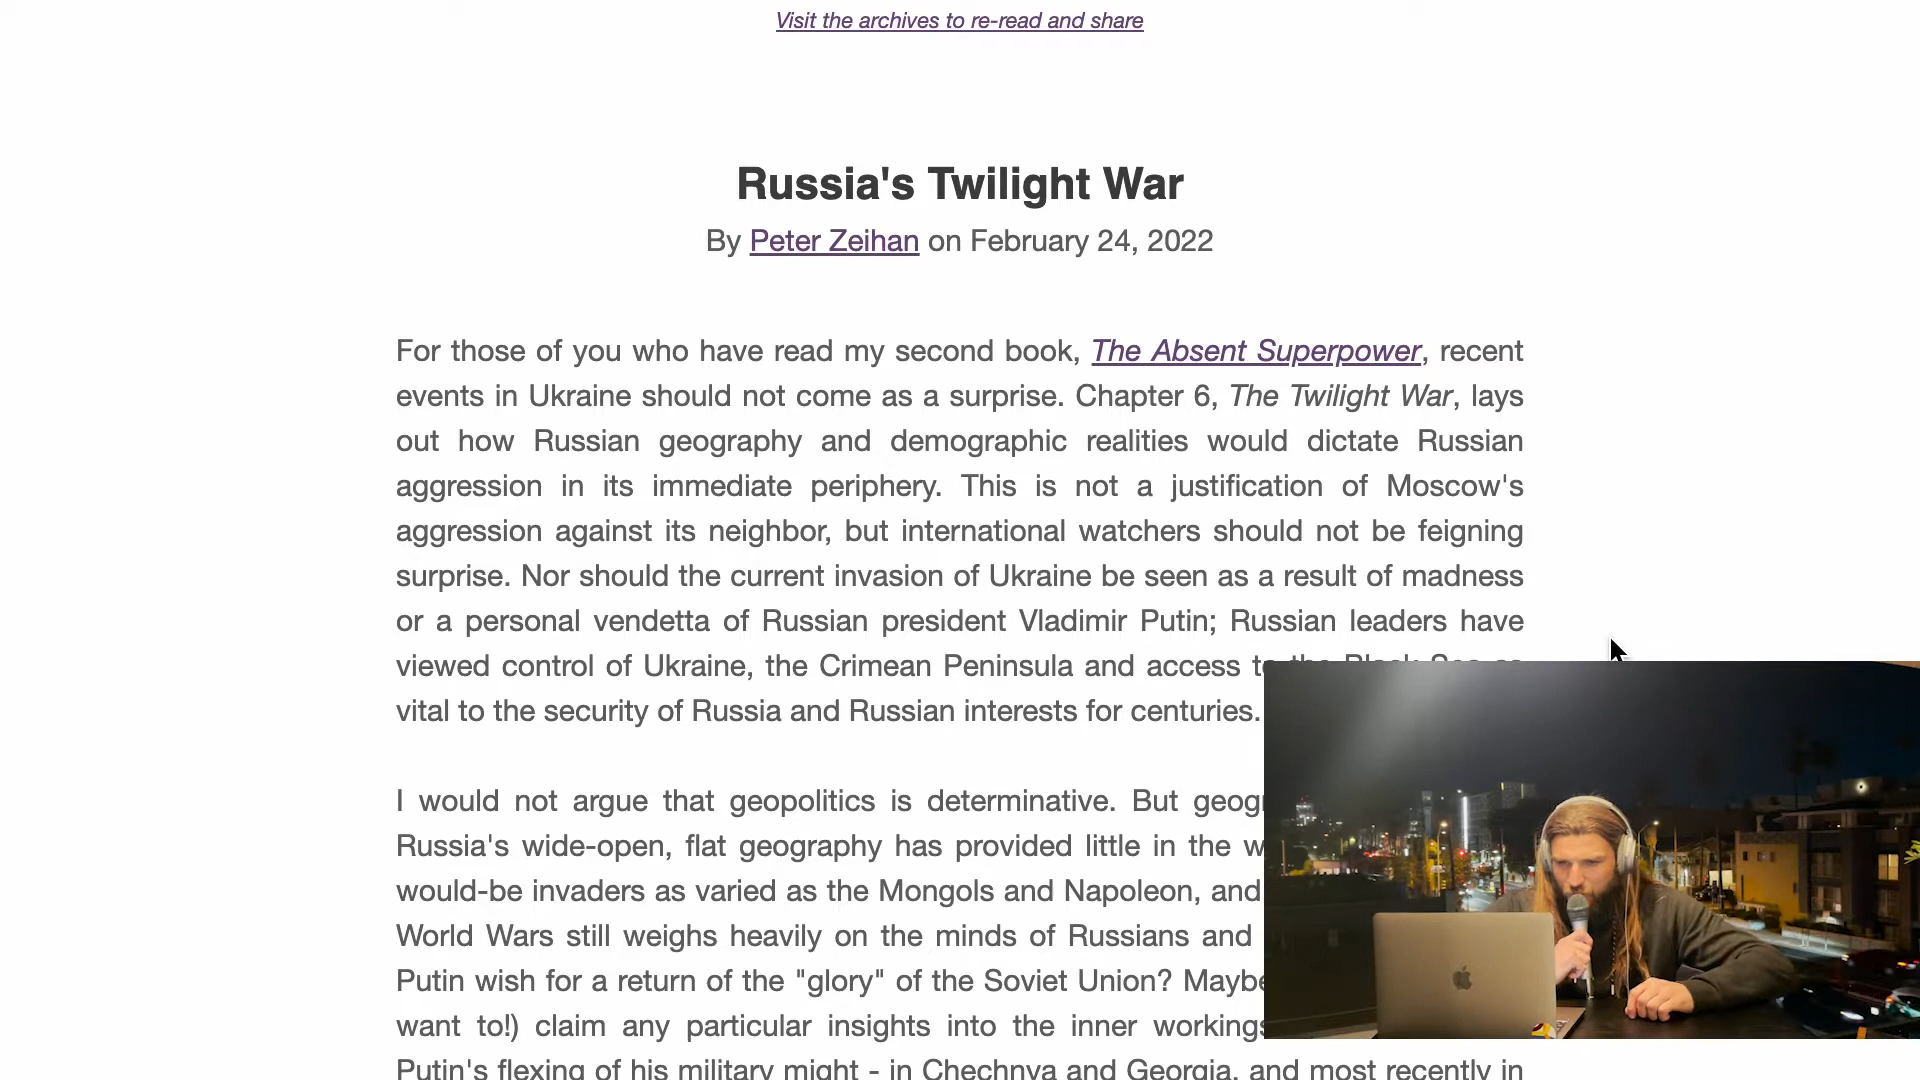 Visit the archives to re-read and share
Russia's Twilight War
By Peter Zeihan on February 24, 2022
For those of you who have read my second book, The Absent Superpower, recent
events in Ukraine should not come as a surprise. Chapter 6, The Twilight War, lays
out how Russian geography and demographic realities would dictate Russian
aggression in its immediate periphery. This is not a justification of Moscow's
aggression against its neighbor, but international watchers should not be feigning
surprise. Nor should the current invasion of Ukraine be seen as a result of madness
or a personal vendetta of Russian president Vladimir Putin; Russian leaders have
viewed control of Ukraine, the Crimean Peninsula and access to the Black Sea as
vital to the security of Russia and Russian interests for centuries.
I would not argue that geopolitics is determinative. But
Russia's wide-open, flat geography has provided little in the
would-be invaders as varied as the Mongols and Napoleon, and
World Wars still weighs heavily on the minds of Russians and
Putin wish for a return of the "glory" of the Soviet Union?
want to!) claim any particular insights into the inner
Putin's flexing of his military might - in Chechnya and Georgia, and most recently in